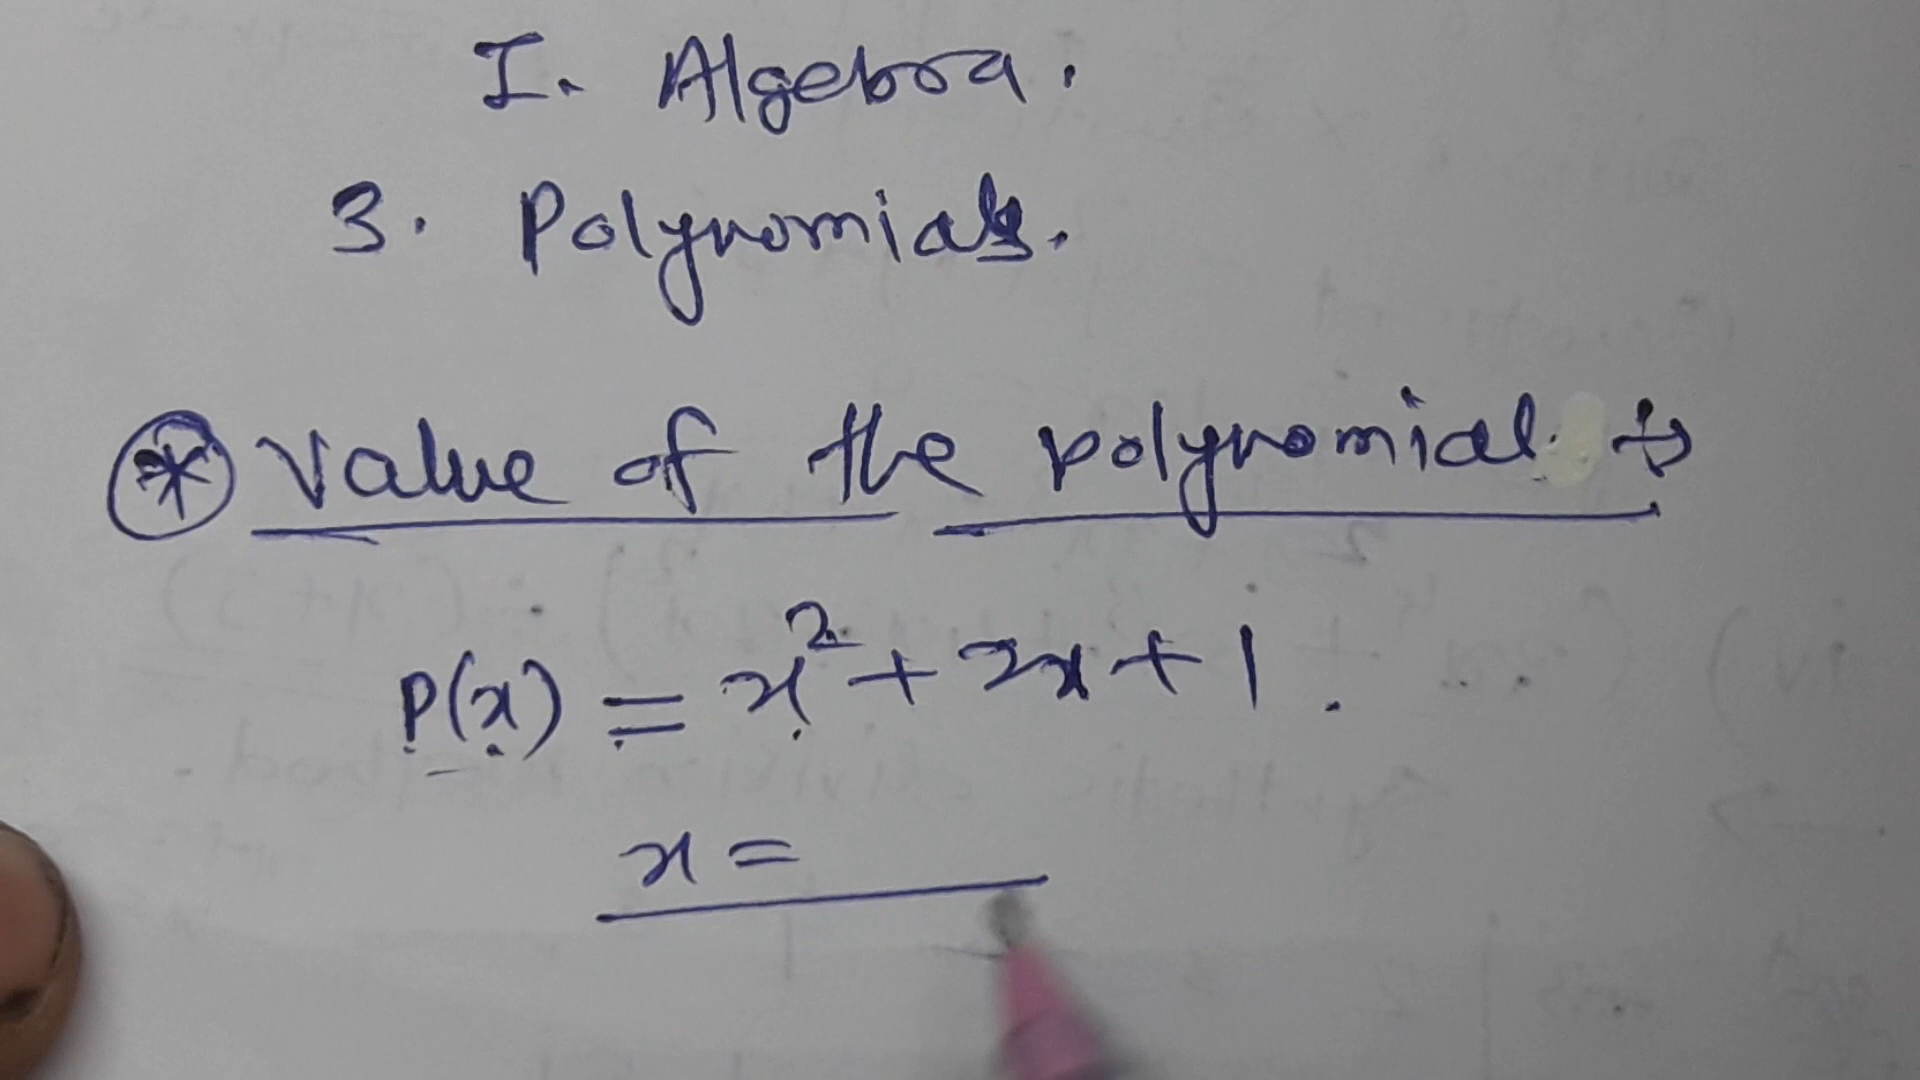 I. Algebra.
3. Polynomials.
* Value of the polynomial. →
P(x) = x² + 2x + 1.
x =